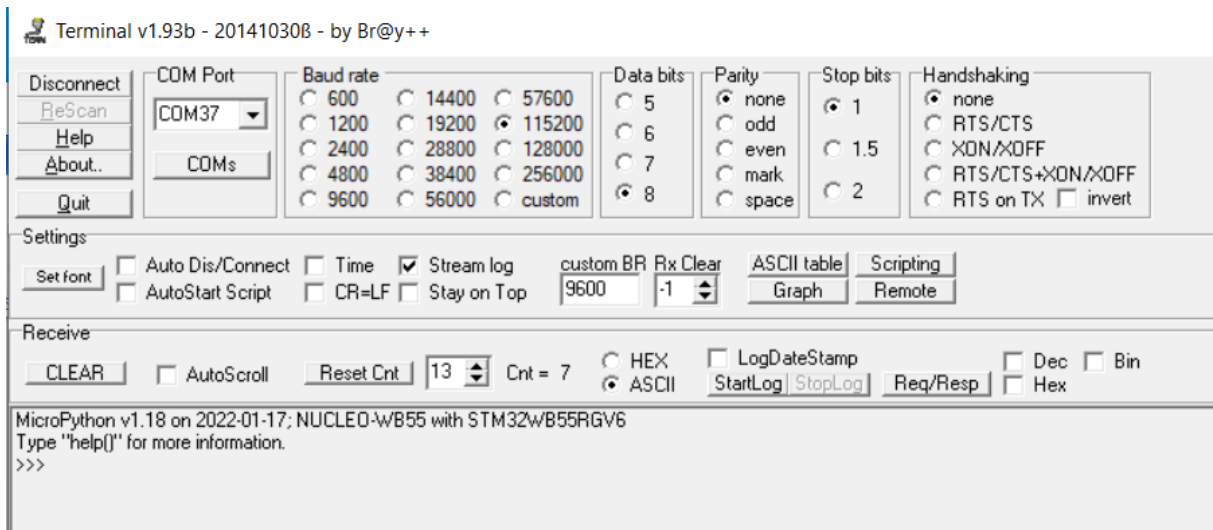 Terminal v1.93b - 20141030ß - by Br@y++
Disconnect
ReScan
Help
About..
Quit
COM Port
COM37
COMs
Baud rate
600 14400 57600
1200 19200 115200
2400 28800 128000
4800 38400 256000
9600 56000 custom
Data bits
5
6
7
8
Parity
none
odd
even
mark
space
Stop bits
1
1.5
2
Handshaking
none
RTS/CTS
XON/XOFF
RTS/CTS+XON/XOFF
RTS on TX invert
Settings
Set font
Auto Dis/Connect Time Stream log
AutoStart Script CR=LF Stay on Top
custom BR Rx Clear
9600 -1
ASCII table Scripting
Graph Remote
Receive
CLEAR AutoScroll Reset Cnt 13 Cnt = 7
HEX
ASCII
LogDateStamp
StartLog StopLog Req/Resp
Dec Bin
Hex
MicroPython v1.18 on 2022-01-17; NUCLEO-WB55 with STM32WB55RGV6
Type "help()" for more information.
>>>